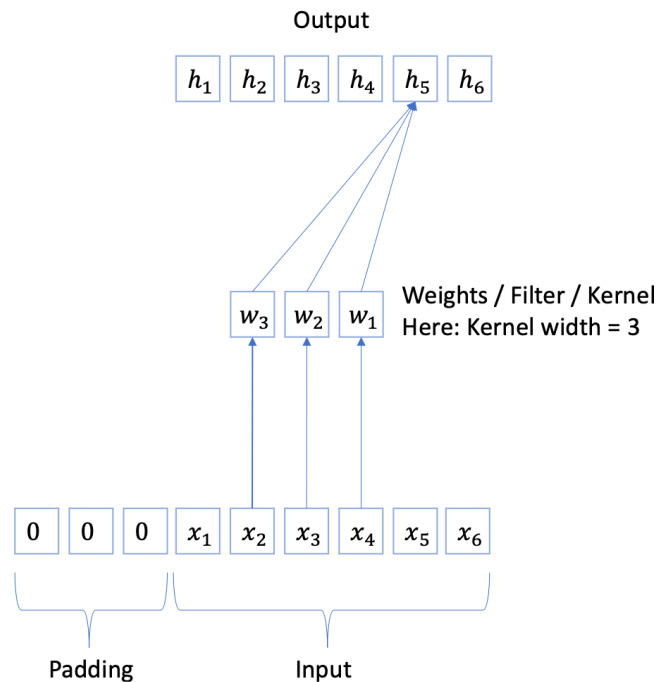 Output
h₁ h₂ h₃ h₄ h₅ h₆
w₃ w₂ w₁
Weights / Filter / Kernel
Here: Kernel width = 3
0 0 0 x₁ x₂ x₃ x₄ x₅ x₆
Padding
Input